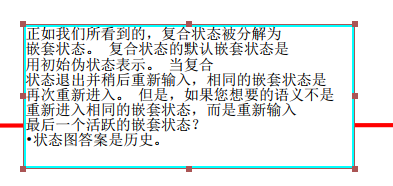 正如我们所看到的，复合状态被分解为
嵌套状态。 复合状态的默认嵌套状态是
用初始伪状态表示。 当复合
状态退出并稍后重新输入，相同的嵌套状态是
再次重新进入。 但是，如果您想要的语义不是
重新进入相同的嵌套状态，而是重新输入
最后一个活跃的嵌套状态？
•状态图答案是历史。